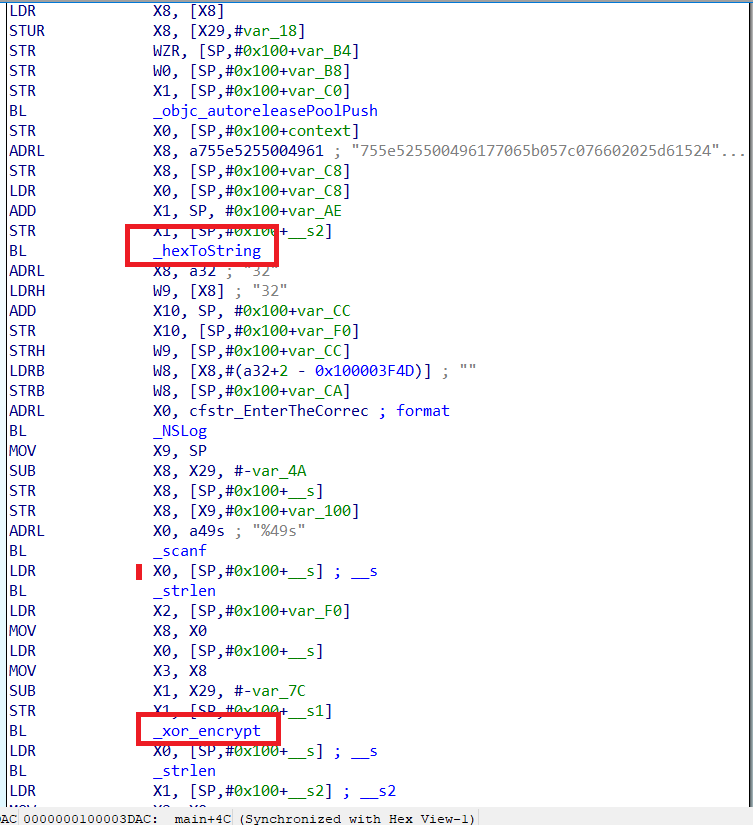 LDR X8, [X8]
STUR X8, [X29,#var_18]
STR WZR, [SP,#0x100+var_B4]
STR W0, [SP,#0x100+var_B8]
STR X1, [SP,#0x100+var_C0]
BL _objc_autoreleasePoolPush
STR X0, [SP,#0x100+context]
ADRL X8, a755e5255004961 ; "755e525500496177065b057c076602025d61524"...
STR X8, [SP,#0x100+var_C8]
LDR X0, [SP,#0x100+var_C8]
ADD X1, SP, #0x100+var_AE
STR X1, [SP,#0x100+__s2]
BL _hexToString
ADRL X8, a32 ; "32"
LDRH W9, [X8] ; "32"
ADD X10, SP, #0x100+var_CC
STR X10, [SP,#0x100+var_F0]
STRH W9, [SP,#0x100+var_CC]
LDRB W8, [X8,#(a32+2 - 0x100003F4D)] ; ""
STRB W8, [SP,#0x100+var_CA]
ADRL X0, cfstr_EnterTheCorrec ; format
BL _NSLog
MOV X9, SP
SUB X8, X29, #-var_4A
STR X8, [SP,#0x100+__s]
STR X8, [X9,#0x100+var_100]
ADRL X0, a49s ; "%49s"
BL _scanf
LDR X0, [SP,#0x100+__s] ; __s
BL _strlen
LDR X2, [SP,#0x100+var_F0]
MOV X8, X0
LDR X0, [SP,#0x100+__s]
MOV X3, X8
SUB X1, X29, #-var_7C
STR X1, [SP,#0x100+__s1]
BL _xor_encrypt
LDR X0, [SP,#0x100+__s] ; __s
BL _strlen
LDR X1, [SP,#0x100+__s2] ; __s2
DAC 0000000100003DAC: main+4C (Synchronized with Hex View-1)